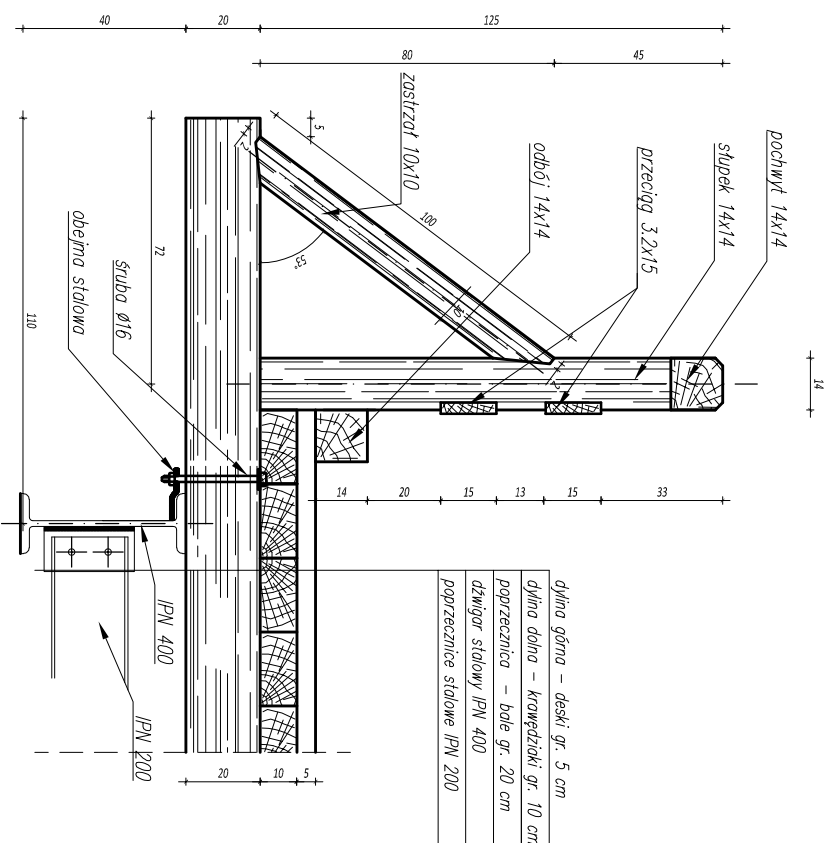 40
20
125
80
45
5
2
zastrzał 10x10
odbój 14x14
przeciąg 3.2x15
słupek 14x14
pochwyt 14x14
100
53°
10
2
14
72
110
śruba Ø16
obejma stalowa
14
20
15
13
15
33
IPN 400
IPN 200
dylina górna – deski gr. 5 cm
dylina dolna – krawędziaki gr. 10 cm
poprzecznica – bale gr. 20 cm
dźwigar stalowy IPN 400
poprzecznice stalowe IPN 200
20
10
5